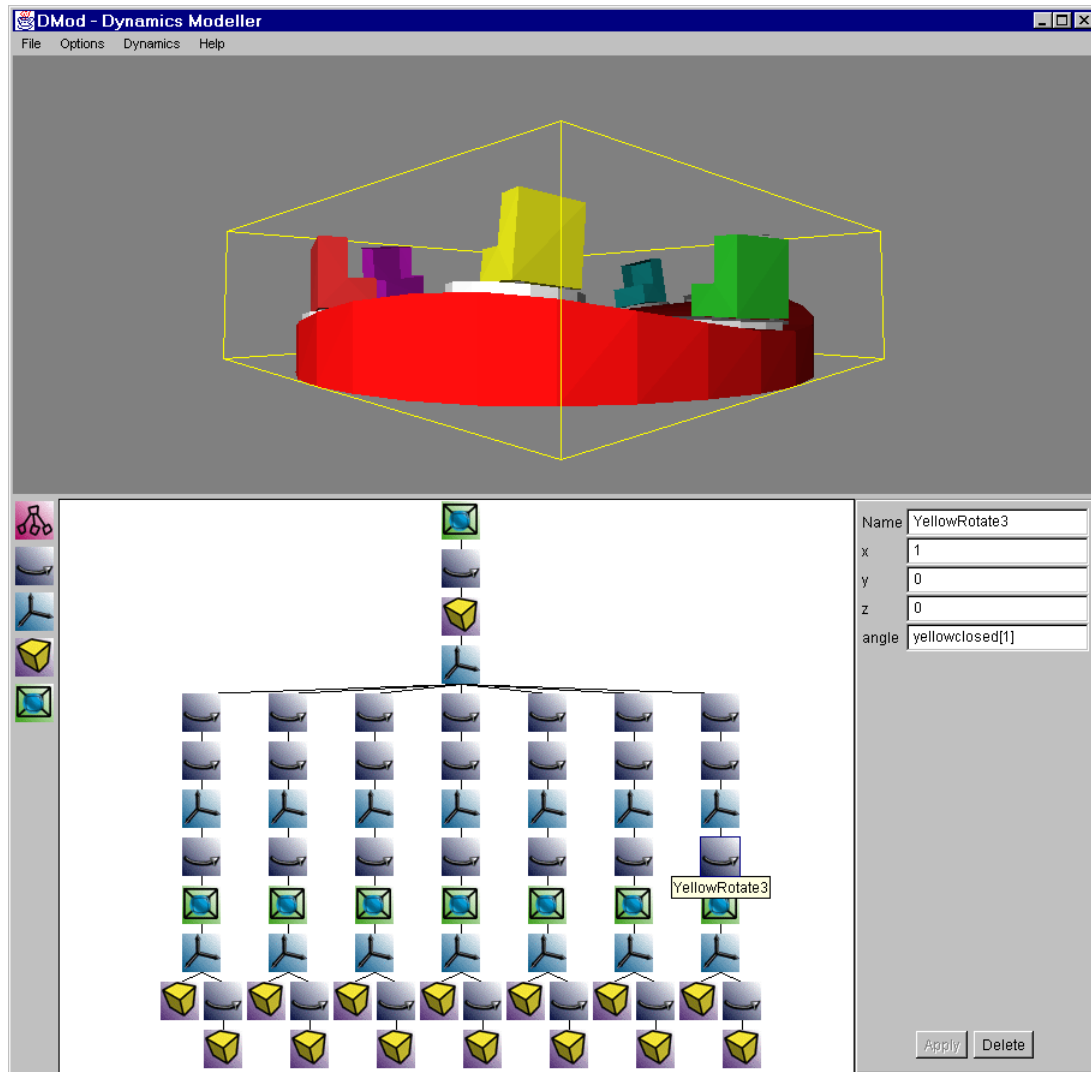 DMod - Dynamics Modeller
File Options Dynamics Help
Name YellowRotate3
x 1
y 0
z 0
angle yellowclosed[1]
YellowRotate3
Apply Delete